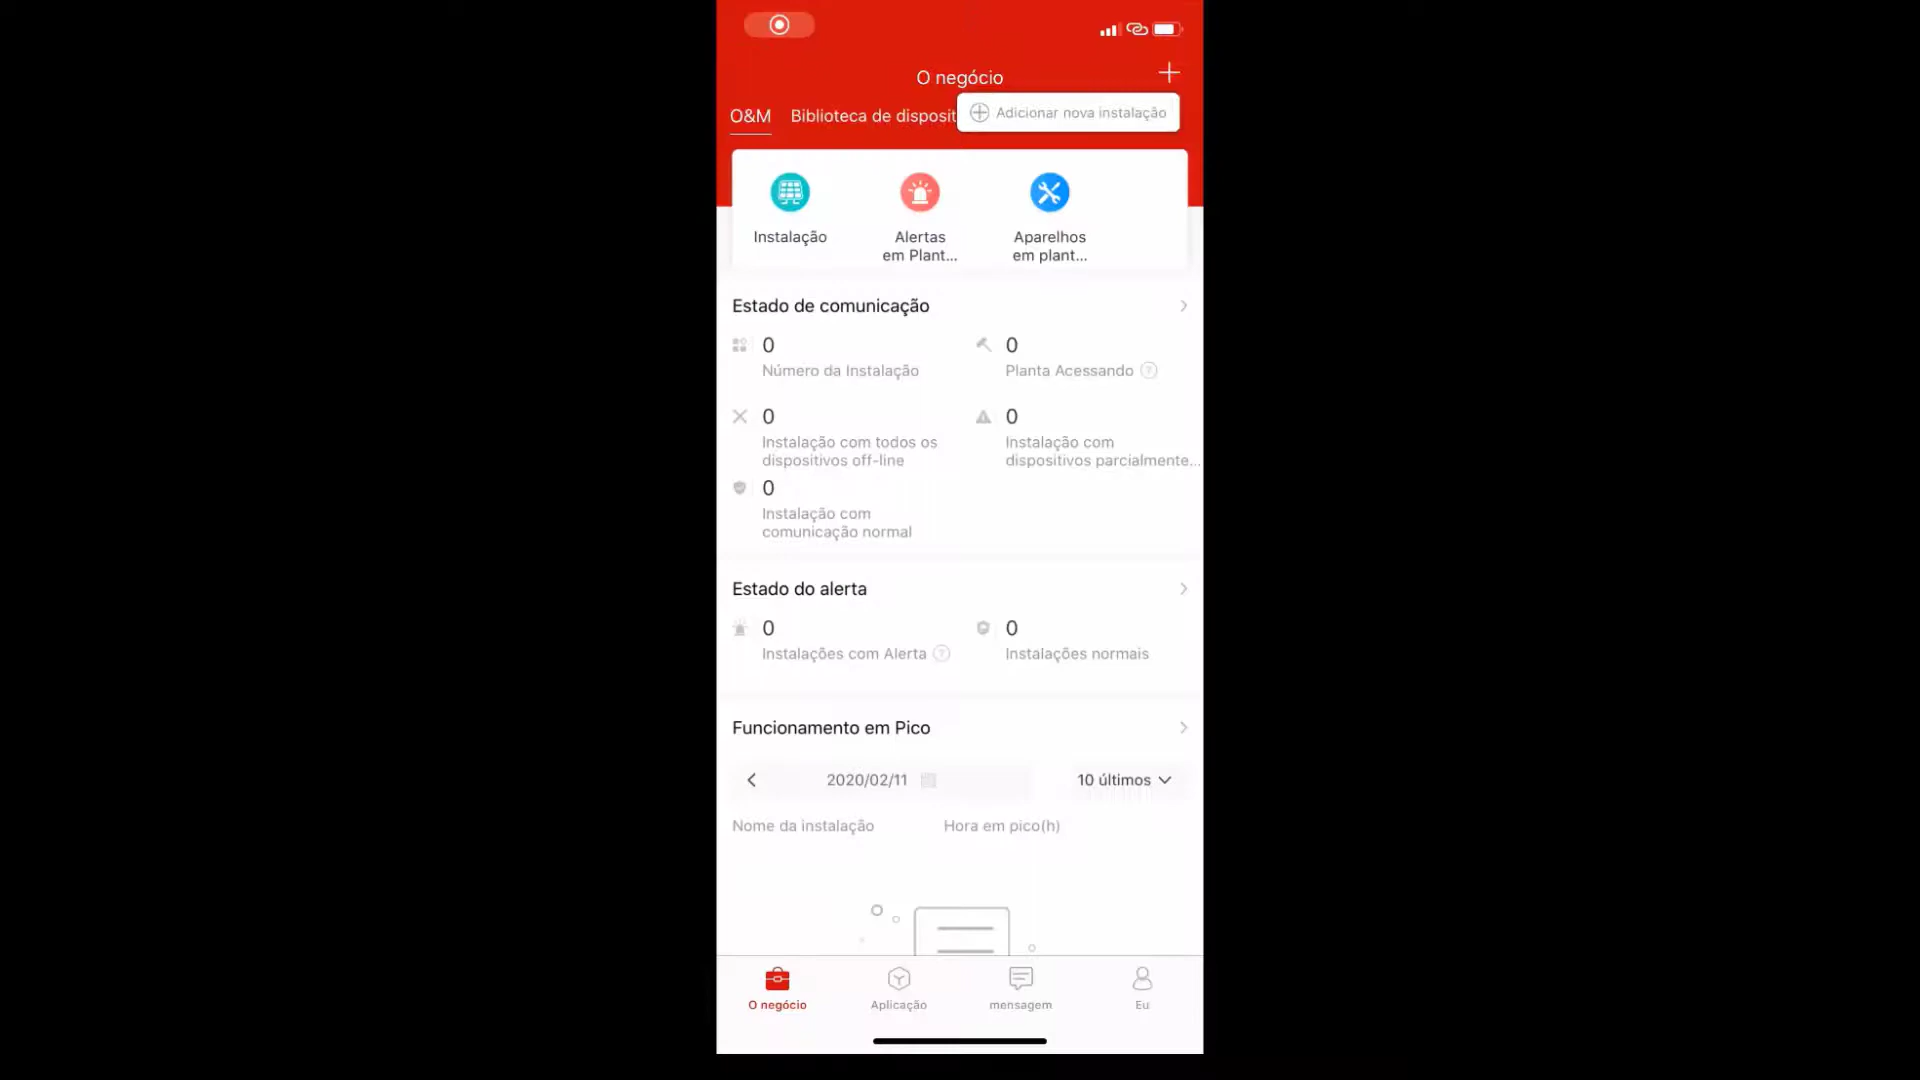 O negócio
O&M Biblioteca de disposit
Adicionar nova instalação
Instalação
Alertas
em Plant...
Aparelhos
em plant...
Estado de comunicação
0
Número da Instalação
0
Planta Acessando ?
0
Instalação com todos os
dispositivos off-line
0
Instalação com
dispositivos parcialmente...
0
Instalação com
comunicação normal
Estado do alerta
0
Instalações com Alerta ?
0
Instalações normais
Funcionamento em Pico
2020/02/11
10 últimos
Nome da instalação Hora em pico(h)
O negócio
Aplicação
mensagem
Eu